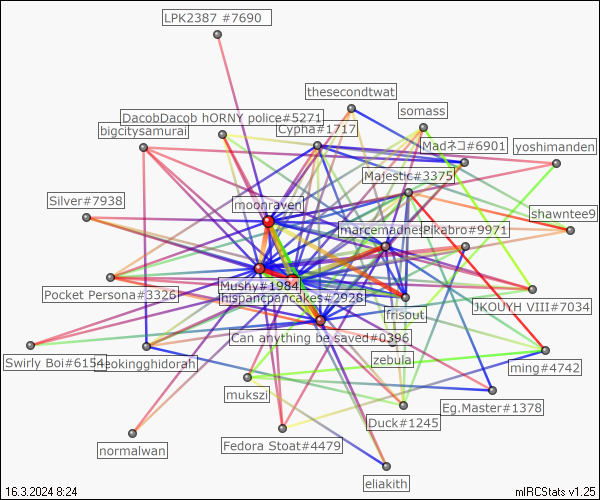 LPK2387 #7690
thesecondtwat
somass
DacobDacob hORNY police#5271
bigcitysamurai
Cypha#1717
Madネコ#6901
yoshimanden
Majestic#3375
Silver#7938
moonraven
shawntee9
marcemadnes
Pikabro#9971
Mushy#1984
Pocket Persona#3326
hispancpancakes#2928
JKOUYH VIII#7034
frisout
Can anything be saved#0396
Swirly Boi#6154
eokingghidorah
zebula
ming#4742
mukszi
Eg.Master#1378
Duck#1245
normalwan
Fedora Stoat#4479
eliakith
16.3.2024 8:24
mIRCStats v1.25